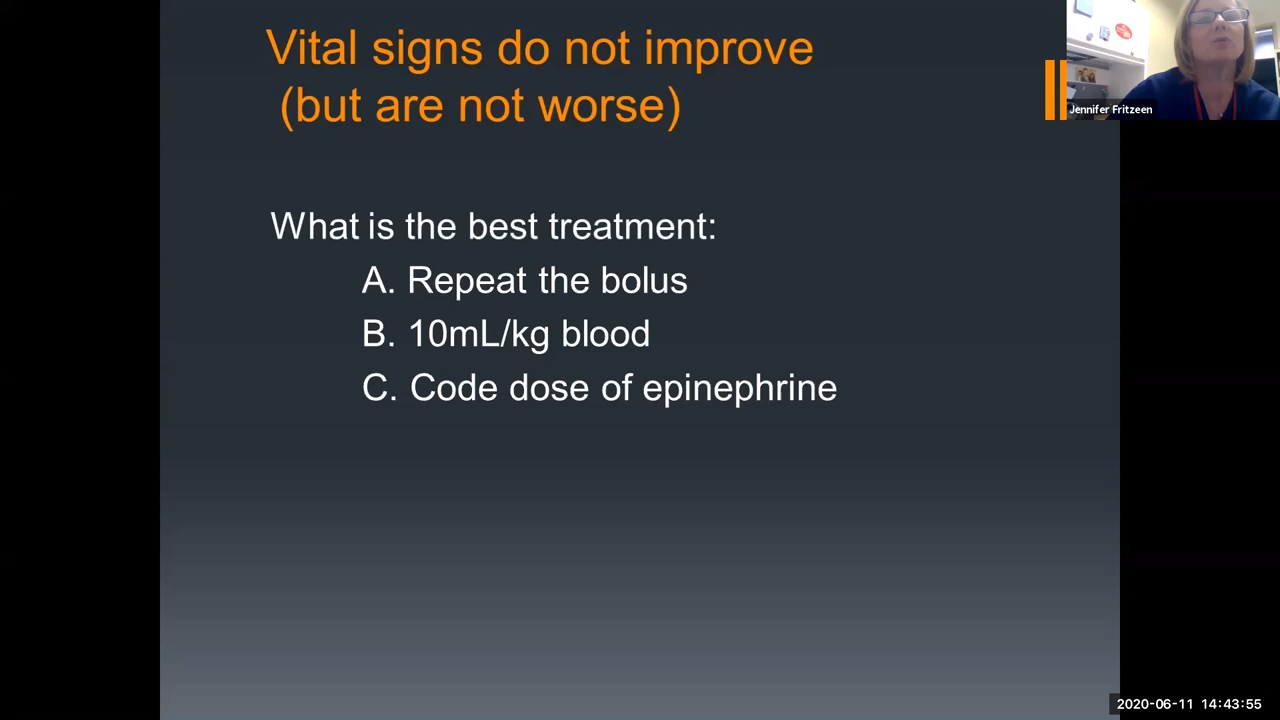 Vital signs do not improve
(but are not worse)
Jennifer Fritzeen
What is the best treatment:
A. Repeat the bolus
B. 10mL/kg blood
C. Code dose of epinephrine
2020-06-11 14:43:55